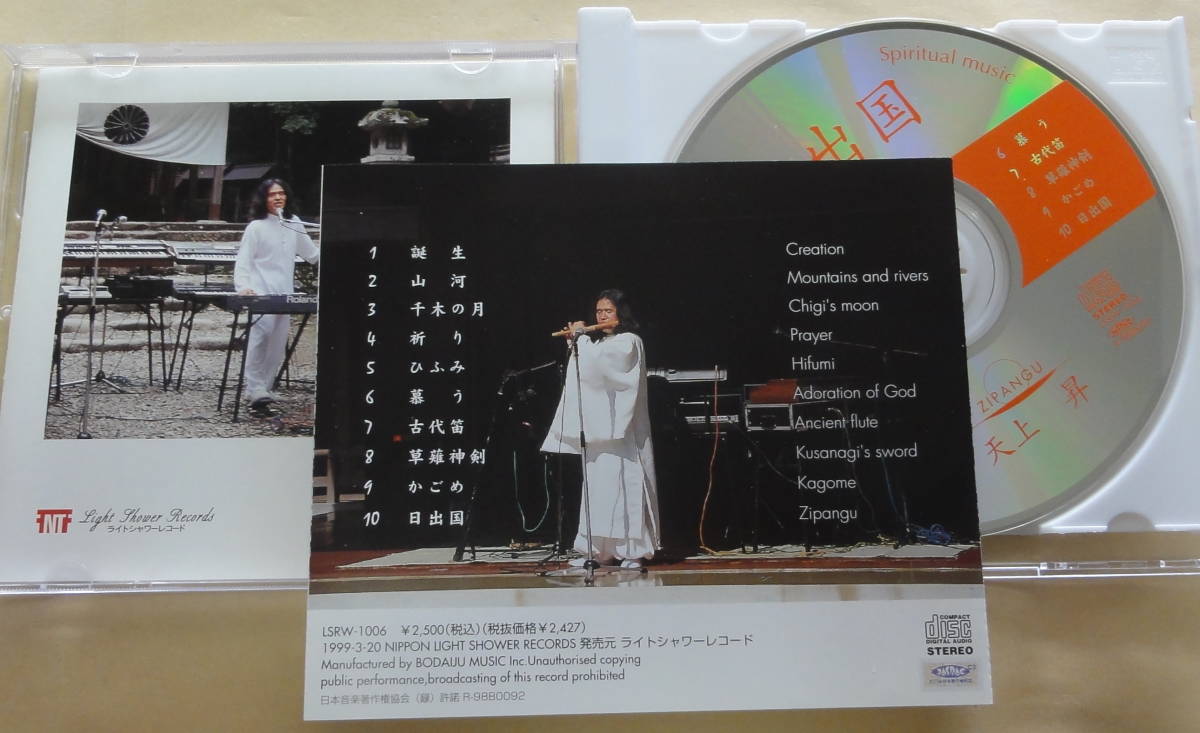 Roland
Light Shower Records
ライトシャワーレコード
1 誕生 Creation
2 山河 Mountains and rivers
3 千木の月 Chigi's moon
4 祈り Prayer
5 ひふみ Hifumi
6 慕う Adoration of God
7 古代笛 Ancient flute
8 草薙神剣 Kusanagi's sword
9 かごめ Kagome
10 日出国 Zipangu
LSRW-1006 ¥2,500(税込)(税抜価格¥2,427)
1999-3-20 NIPPON LIGHT SHOWER RECORDS 発売元 ライトシャワーレコード
Manufactured by BODAIJU MUSIC Inc.Unauthorised copying
public performance,broadcasting of this record prohibited
日本音楽著作権協会（録）許諾 R-9880092
COMPACT
disc
DIGITAL AUDIO
STEREO
JASRAC
Spiritual music
出国
6 慕う
7. 古代笛
8 草薙神剣
9 かごめ
10 日出国
STEREO
ZIPANGU
天上昇